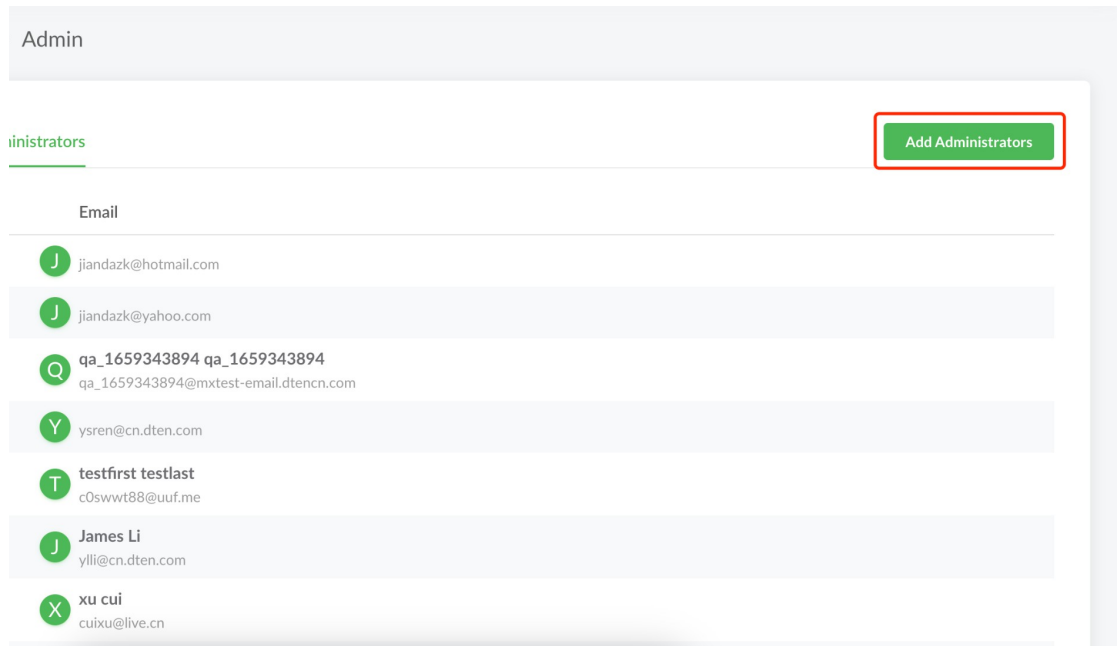 Admin
ninistrators
Add Administrators
Email
J
jiandazk@hotmail.com
J
jiandazk@yahoo.com
Q
qa_1659343894 qa_1659343894
qa_1659343894@mxtest-email.dtencn.com
Y
ysren@cn.dten.com
T
testfirst testlast
c0swwt88@uuf.me
J
James Li
ylli@cn.dten.com
X
xu cui
cuixu@live.cn